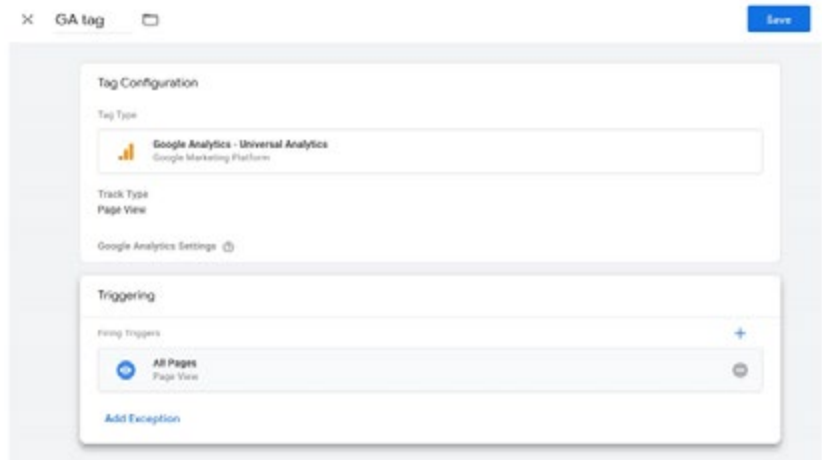 GA tag
Save
Tag Configuration
Tag Type
Google Analytics - Universal Analytics
Google Marketing Platform
Track Type
Page View
Google Analytics Settings
Triggering
Firing Triggers
All Pages
Page View
Add Exception